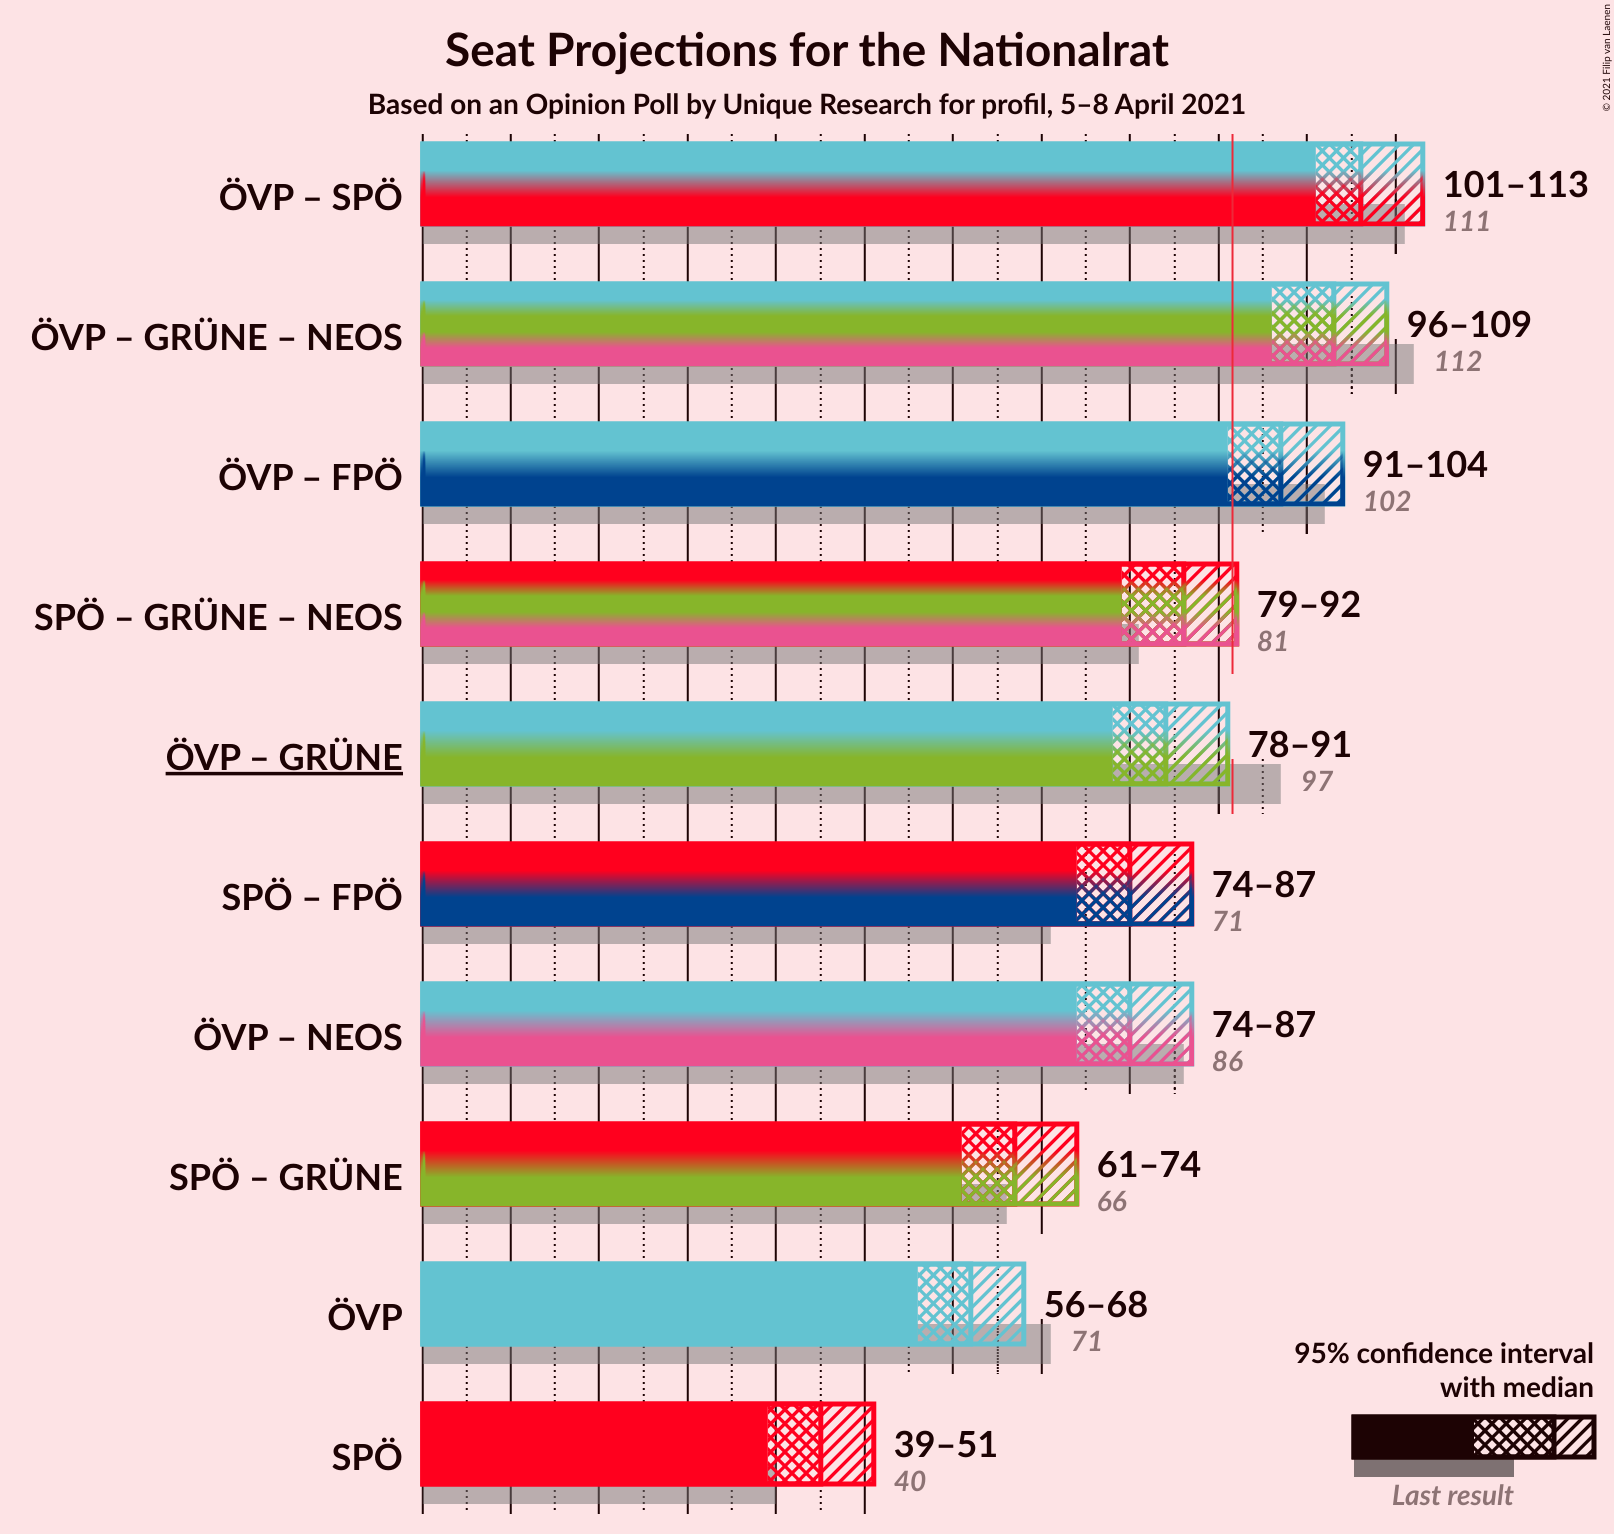 Seat Projections for the Nationalrat
Based on an Opinion Poll by Unique Research for profil, 5–8 April 2021
© 2021 Filip van Laenen
ÖVP – SPÖ
101–113
111
ÖVP – GRÜNE – NEOS
96–109
112
ÖVP – FPÖ
91–104
102
SPÖ – GRÜNE – NEOS
79–92
81
ÖVP – GRÜNE
78–91
97
SPÖ – FPÖ
74–87
71
ÖVP – NEOS
74–87
86
SPÖ – GRÜNE
61–74
66
ÖVP
56–68
71
SPÖ
39–51
40
95% confidence interval
with median
Last result